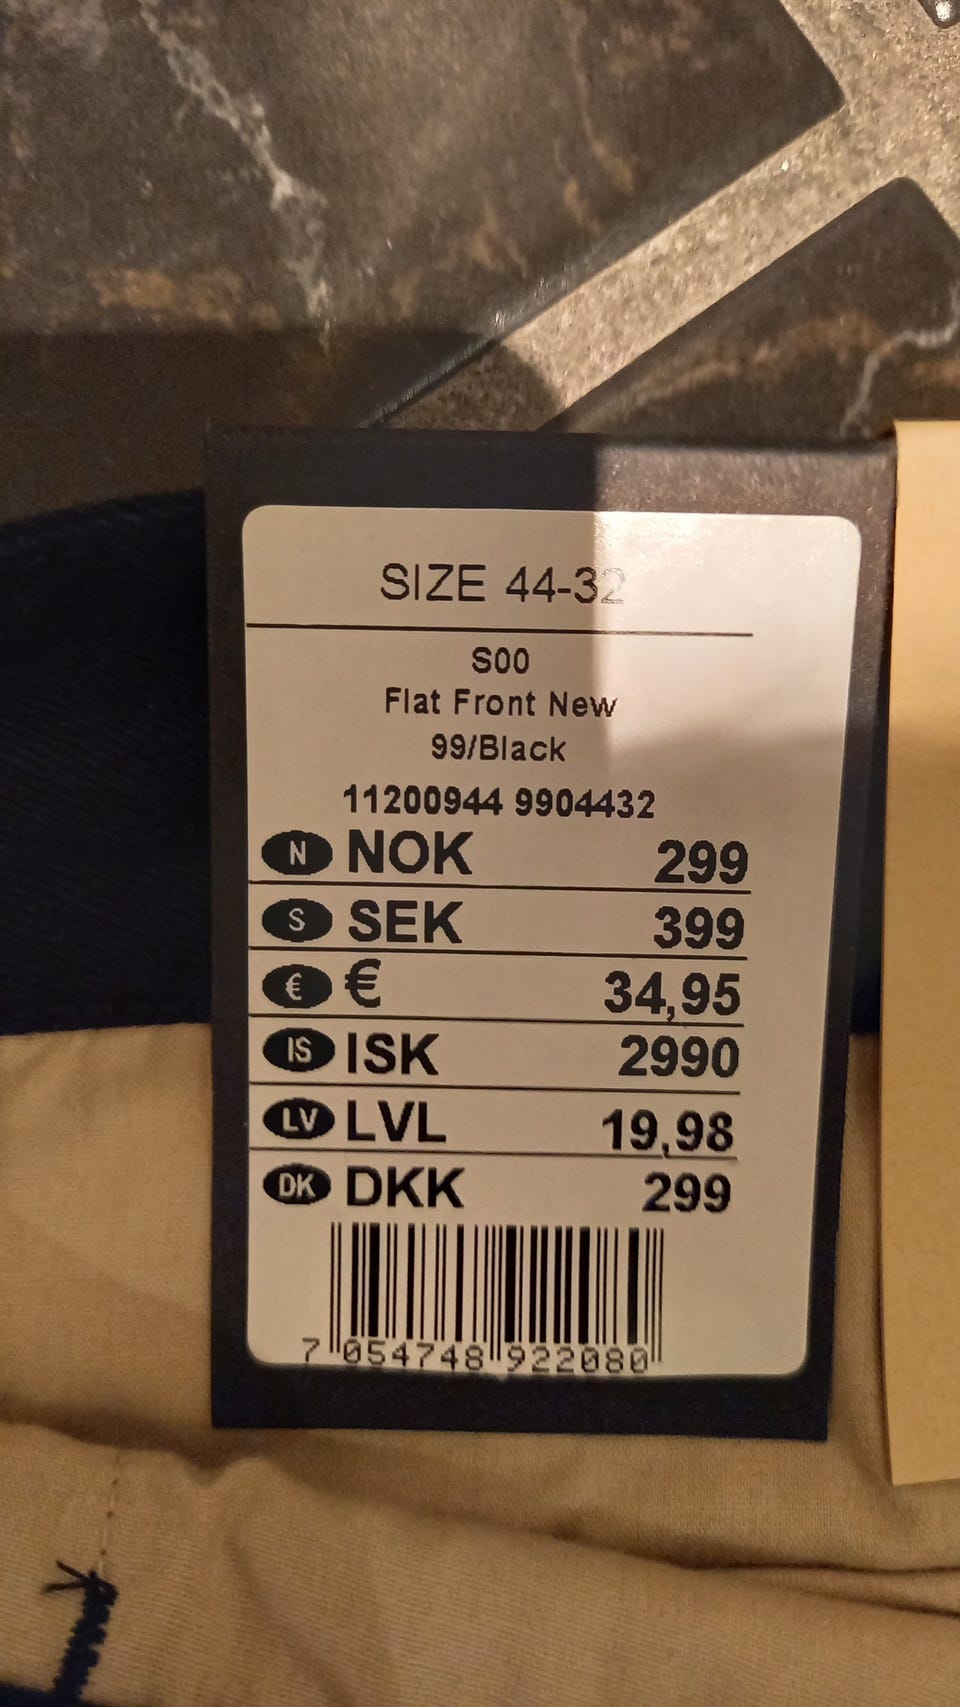 SIZE 44-32
S00
Flat Front New
99/Black
11200944 9904432
N NOK 299
S SEK 399
€ € 34,95
IS ISK 2990
LV LVL 19,98
DK DKK 299
7 054748 922080